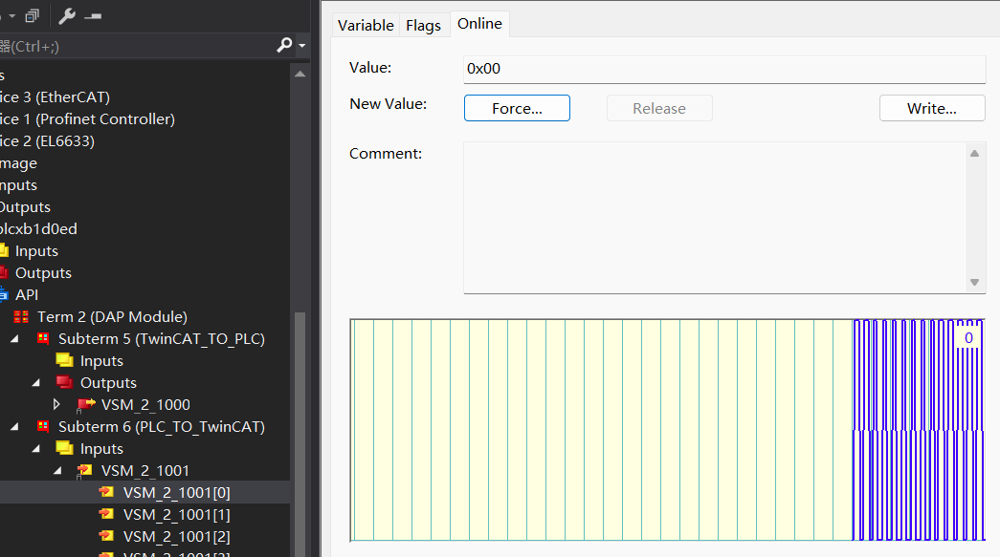 器(Ctrl+;)
s
ice 3 (EtherCAT)
ice 1 (Profinet Controller)
ice 2 (EL6633)
mage
nputs
Outputs
plcxb1d0ed
Inputs
Outputs
API
Term 2 (DAP Module)
Subterm 5 (TwinCAT_TO_PLC)
Inputs
Outputs
VSM_2_1000
Subterm 6 (PLC_TO_TwinCAT)
Inputs
VSM_2_1001
VSM_2_1001[0]
VSM_2_1001[1]
VSM_2_1001[2]
VSM_2_1001[3]
Variable Flags Online
Value: 0x00
New Value: Force... Release Write...
Comment:
0